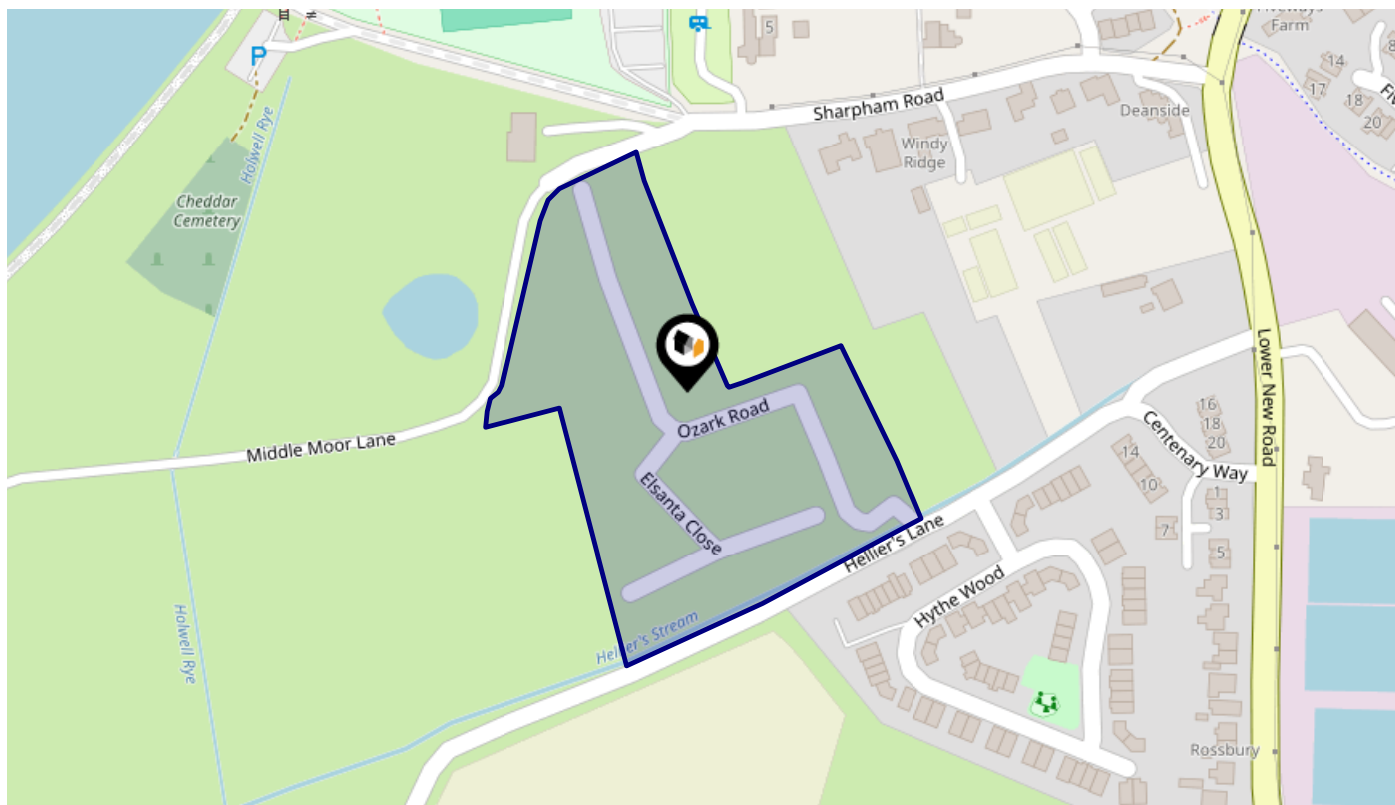 Farm
5
14
17
18
20
P
Sharpham Road
Deanside
Holwell Rye
Windy
Ridge
Cheddar
Cemetery
Lower New Road
Ozark Road
16
18
20
Centenary Way
Middle Moor Lane
14
10
1
3
Elsanta Close
7
5
Hellier's Lane
Hythe Wood
Holwell Rye
Hellier's Stream
Rossbury